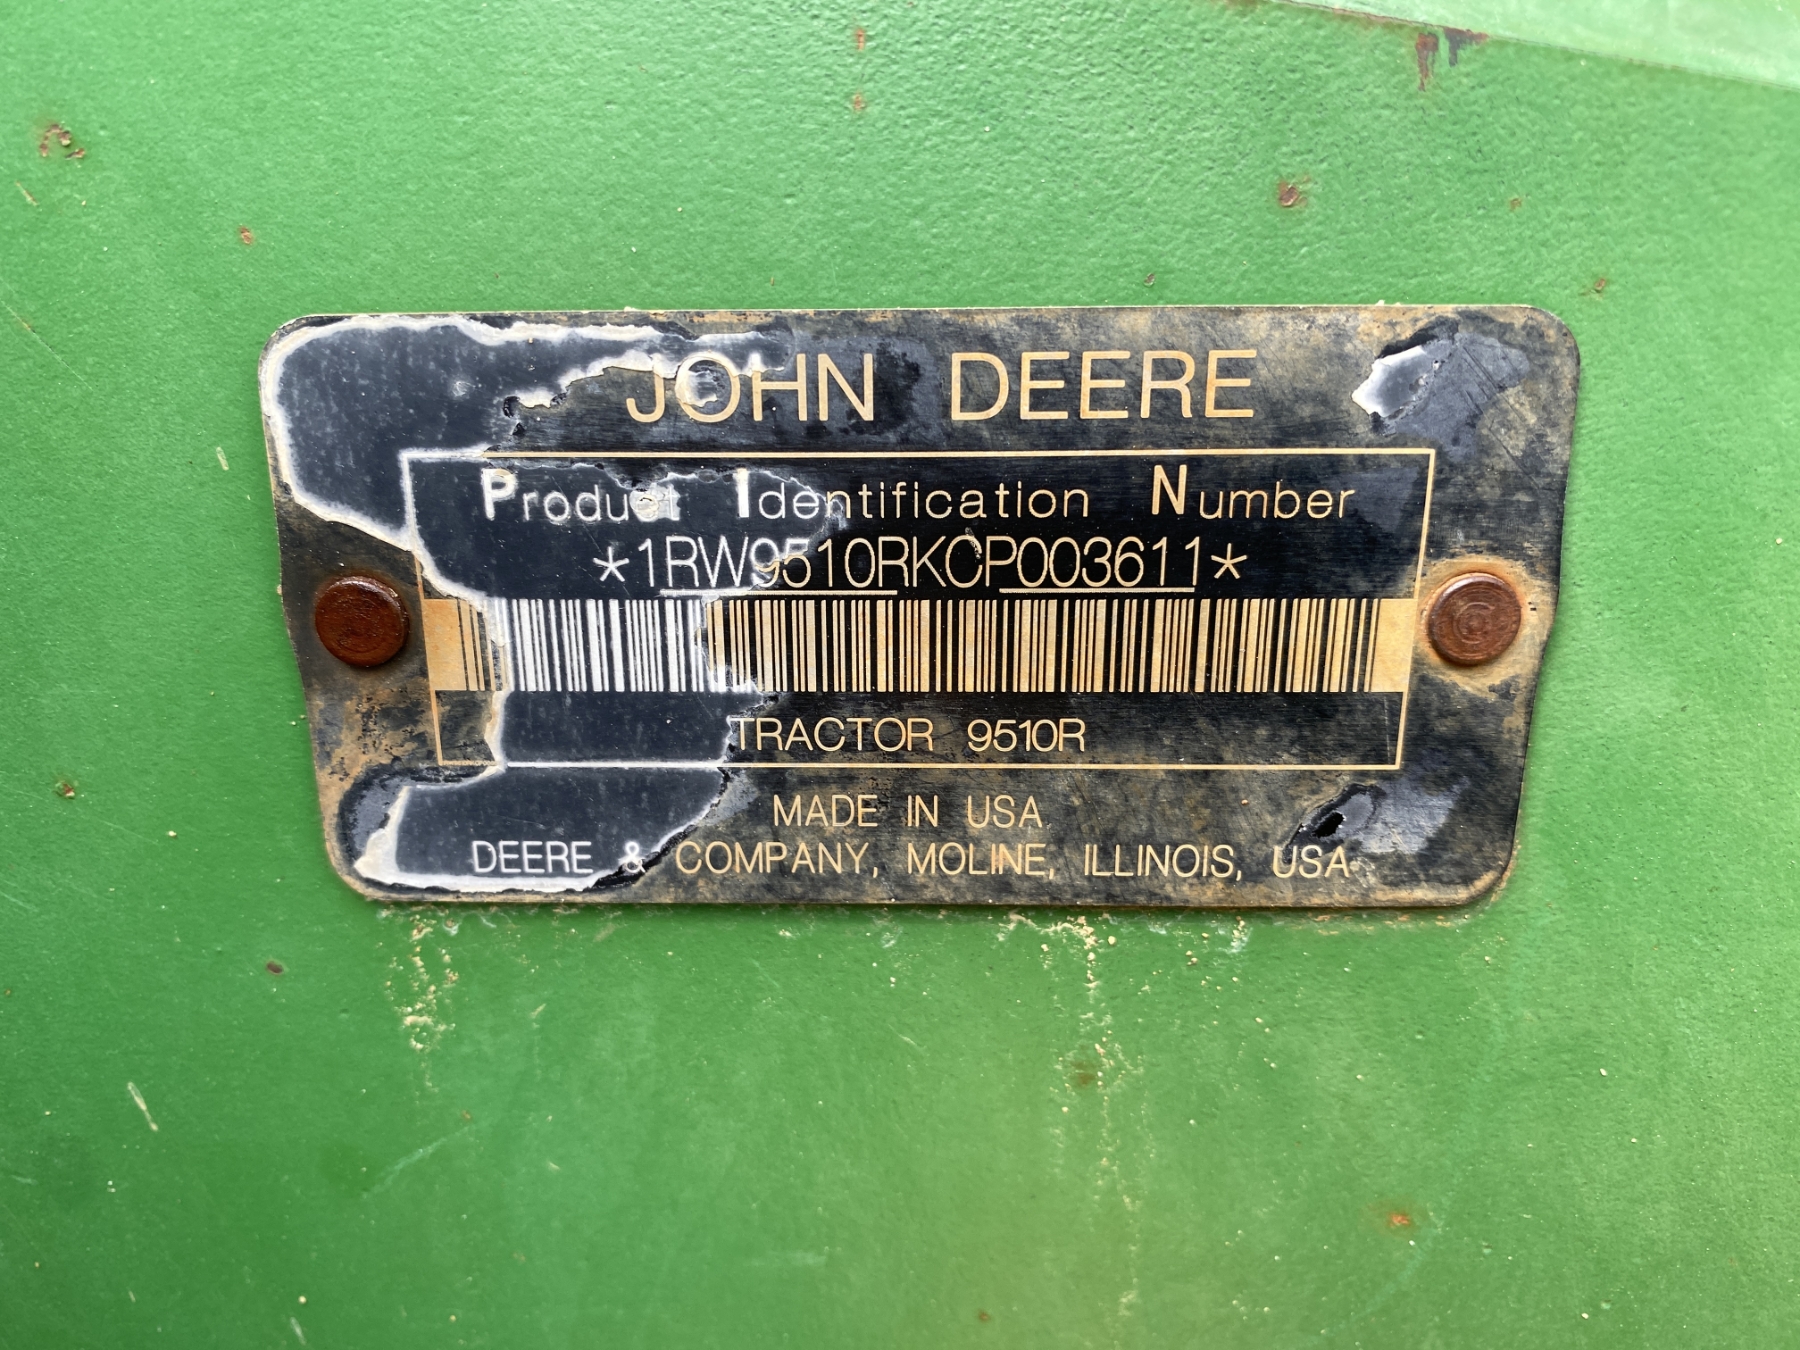 JOHN DEERE
Product Identification Number
*1RW9510RKCP003611*
TRACTOR 9510R
MADE IN USA
DEERE & COMPANY, MOLINE, ILLINOIS, USA